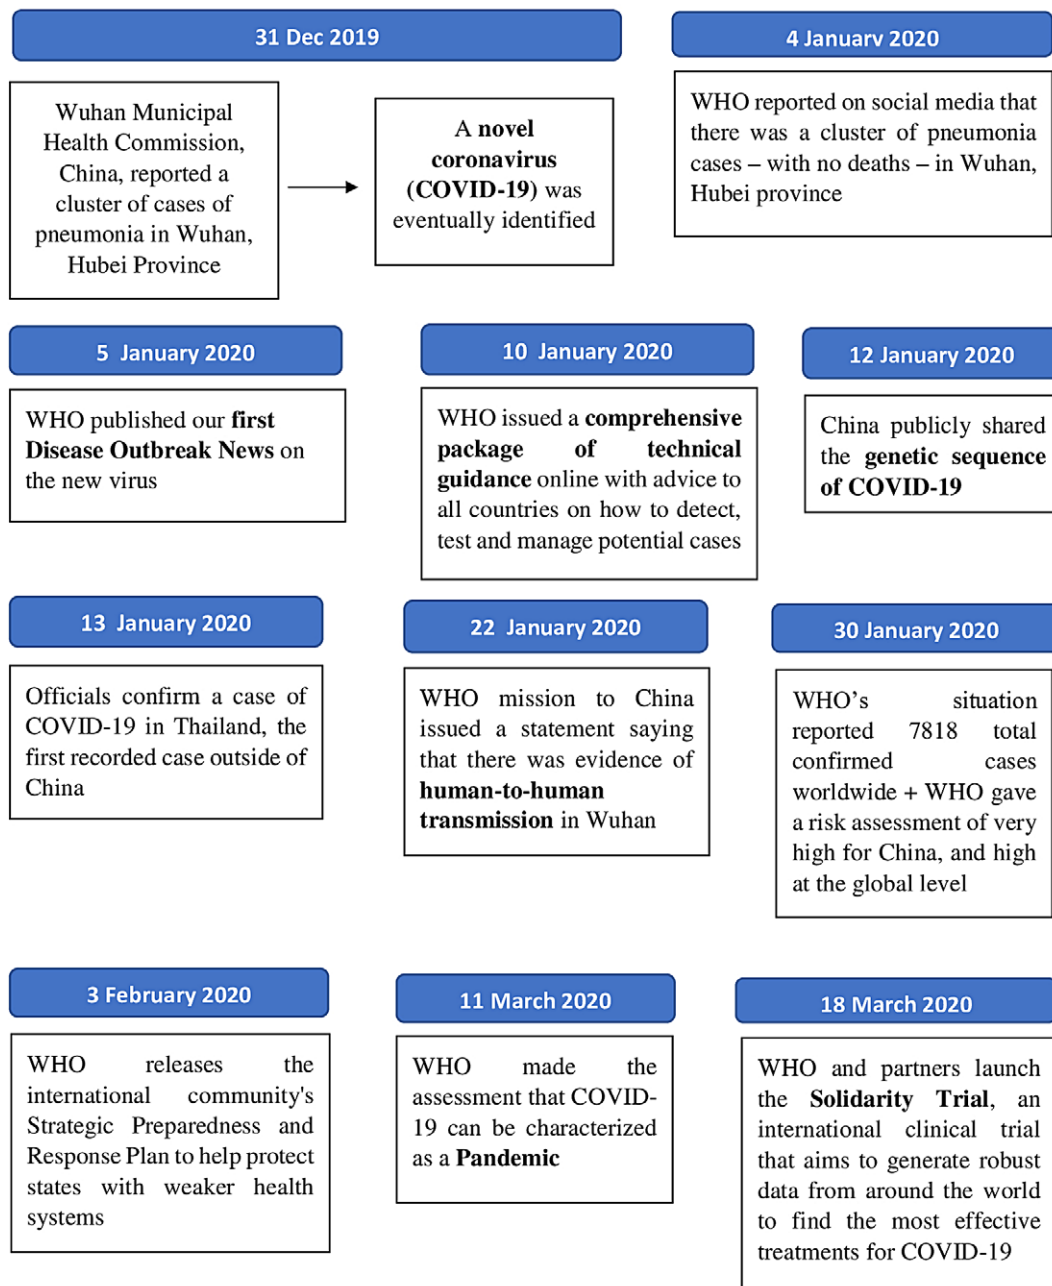 31 Dec 2019
Wuhan Municipal
Health Commission,
China, reported a
cluster of cases of
pneumonia in Wuhan,
Hubei Province
A novel
coronavirus
(COVID-19) was
eventually identified
4 January 2020
WHO reported on social media that
there was a cluster of pneumonia
cases – with no deaths – in Wuhan,
Hubei province
5 January 2020
WHO published our first
Disease Outbreak News on
the new virus
10 January 2020
WHO issued a comprehensive
package of technical
guidance online with advice to
all countries on how to detect,
test and manage potential cases
12 January 2020
China publicly shared
the genetic sequence
of COVID-19
13 January 2020
Officials confirm a case of
COVID-19 in Thailand, the
first recorded case outside of
China
22 January 2020
WHO mission to China
issued a statement saying
that there was evidence of
human-to-human
transmission in Wuhan
30 January 2020
WHO’s situation
reported 7818 total
confirmed cases
worldwide + WHO gave
a risk assessment of very
high for China, and high
at the global level
3 February 2020
WHO releases the
international community's
Strategic Preparedness and
Response Plan to help protect
states with weaker health
systems
11 March 2020
WHO made the
assessment that COVID-
19 can be characterized
as a Pandemic
18 March 2020
WHO and partners launch
the Solidarity Trial, an
international clinical trial
that aims to generate robust
data from around the world
to find the most effective
treatments for COVID-19